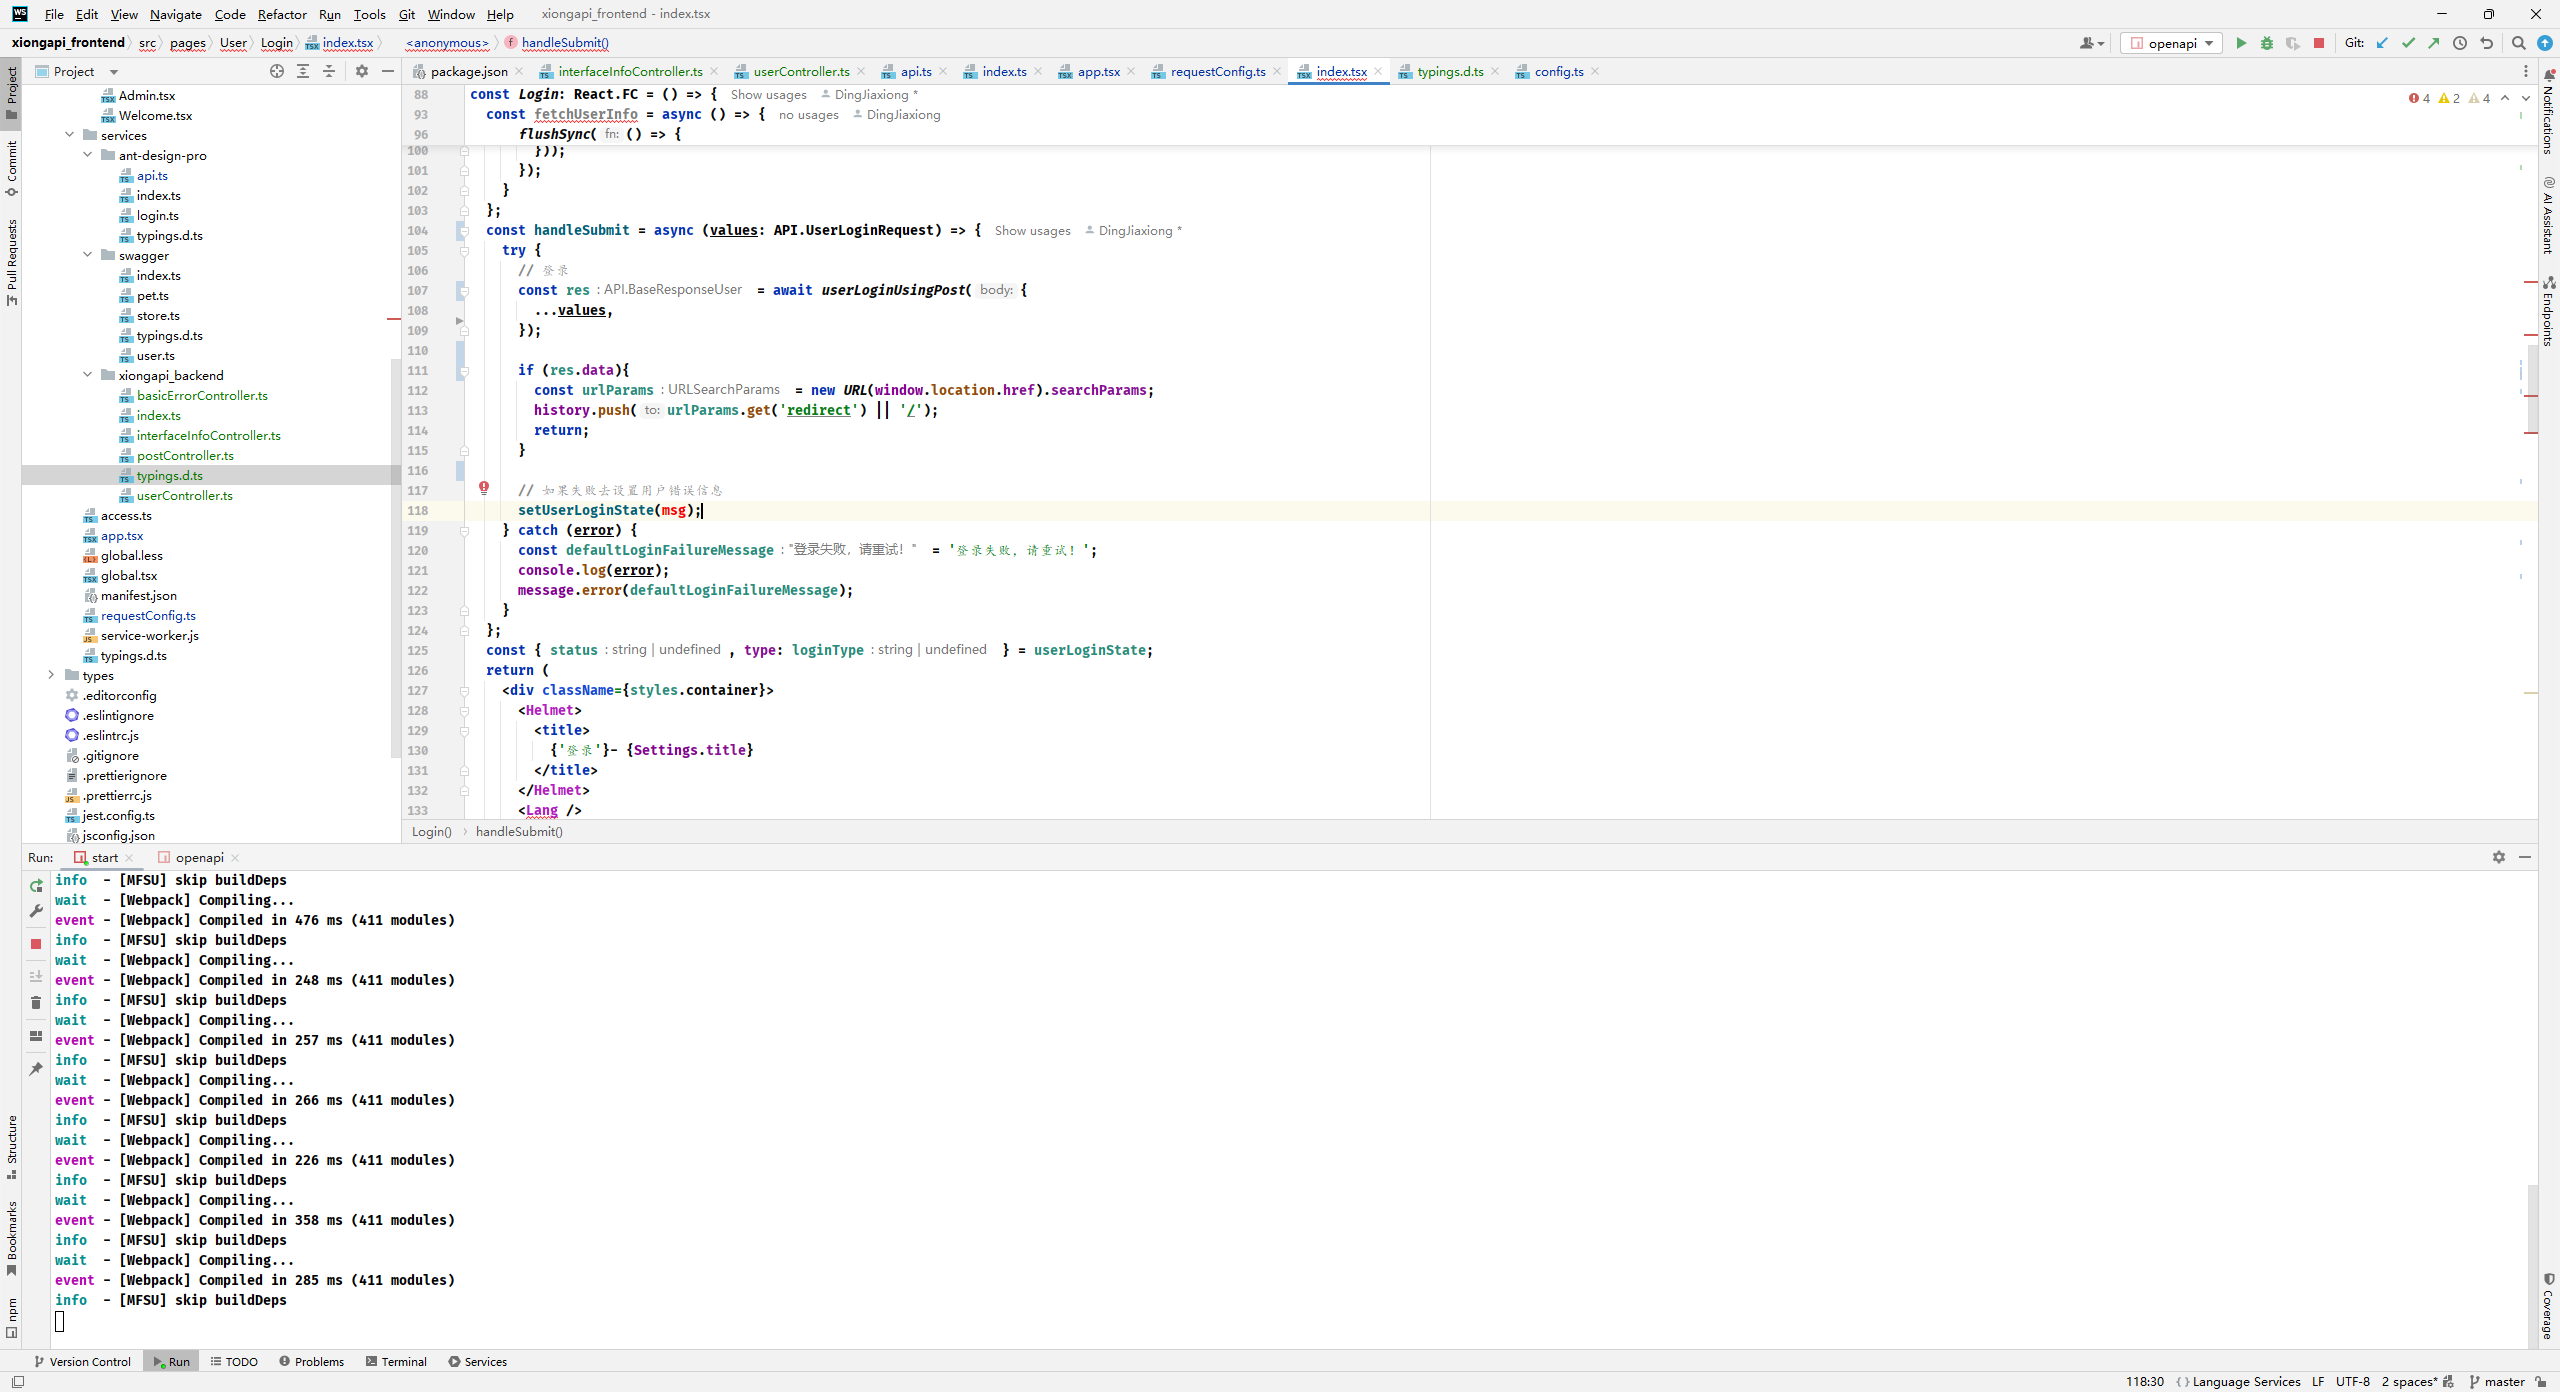 File Edit View Navigate Code Refactor Run Tools Git Window Help xiongapi_frontend - index.tsx
xiongapi_frontend src pages User Login index.tsx <anonymous> handleSubmit()
openapi Git:
Project
package.json interfaceInfoController.ts userController.ts api.ts index.ts app.tsx requestConfig.ts index.tsx typings.d.ts config.ts
Project
Commit
Pull Requests
Structure
Bookmarks
npm
Admin.tsx
Welcome.tsx
services
ant-design-pro
api.ts
index.ts
login.ts
typings.d.ts
swagger
index.ts
pet.ts
store.ts
typings.d.ts
user.ts
xiongapi_backend
basicErrorController.ts
index.ts
interfaceInfoController.ts
postController.ts
typings.d.ts
userController.ts
access.ts
app.tsx
global.less
global.tsx
manifest.json
requestConfig.ts
service-worker.js
typings.d.ts
types
.editorconfig
.eslintignore
.eslintrc.js
.gitignore
.prettierignore
.prettierrc.js
jest.config.ts
jsconfig.json
4 2 4
88 const Login: React.FC = () => { Show usages DingJiaxiong *
93 const fetchUserInfo = async () => { no usages DingJiaxiong
96 flushSync( fn: () => {
100 }));
101 });
102 }
103 };
104 const handleSubmit = async (values: API.UserLoginRequest) => { Show usages DingJiaxiong *
105 try {
106 // 登录
107 const res : API.BaseResponseUser = await userLoginUsingPost( body: {
108 ...values,
109 });
110
111 if (res.data){
112 const urlParams : URLSearchParams = new URL(window.location.href).searchParams;
113 history.push( to: urlParams.get('redirect') || '/');
114 return;
115 }
116
117 // 如果失败去设置用户错误信息
118 setUserLoginState(msg);
119 } catch (error) {
120 const defaultLoginFailureMessage : "登录失败，请重试！" = '登录失败，请重试！';
121 console.log(error);
122 message.error(defaultLoginFailureMessage);
123 }
124 };
125 const { status : string | undefined , type: loginType : string | undefined } = userLoginState;
126 return (
127 <div className={styles.container}>
128 <Helmet>
129 <title>
130 {'登录'}- {Settings.title}
131 </title>
132 </Helmet>
133 <Lang />
Login() handleSubmit()
Notifications
AI Assistant
Endpoints
Coverage
Run: start openapi
info - [MFSU] skip buildDeps
wait - [Webpack] Compiling...
event - [Webpack] Compiled in 476 ms (411 modules)
info - [MFSU] skip buildDeps
wait - [Webpack] Compiling...
event - [Webpack] Compiled in 248 ms (411 modules)
info - [MFSU] skip buildDeps
wait - [Webpack] Compiling...
event - [Webpack] Compiled in 257 ms (411 modules)
info - [MFSU] skip buildDeps
wait - [Webpack] Compiling...
event - [Webpack] Compiled in 266 ms (411 modules)
info - [MFSU] skip buildDeps
wait - [Webpack] Compiling...
event - [Webpack] Compiled in 226 ms (411 modules)
info - [MFSU] skip buildDeps
wait - [Webpack] Compiling...
event - [Webpack] Compiled in 358 ms (411 modules)
info - [MFSU] skip buildDeps
wait - [Webpack] Compiling...
event - [Webpack] Compiled in 285 ms (411 modules)
info - [MFSU] skip buildDeps
Version Control Run TODO Problems Terminal Services
118:30 {} Language Services LF UTF-8 2 spaces* master